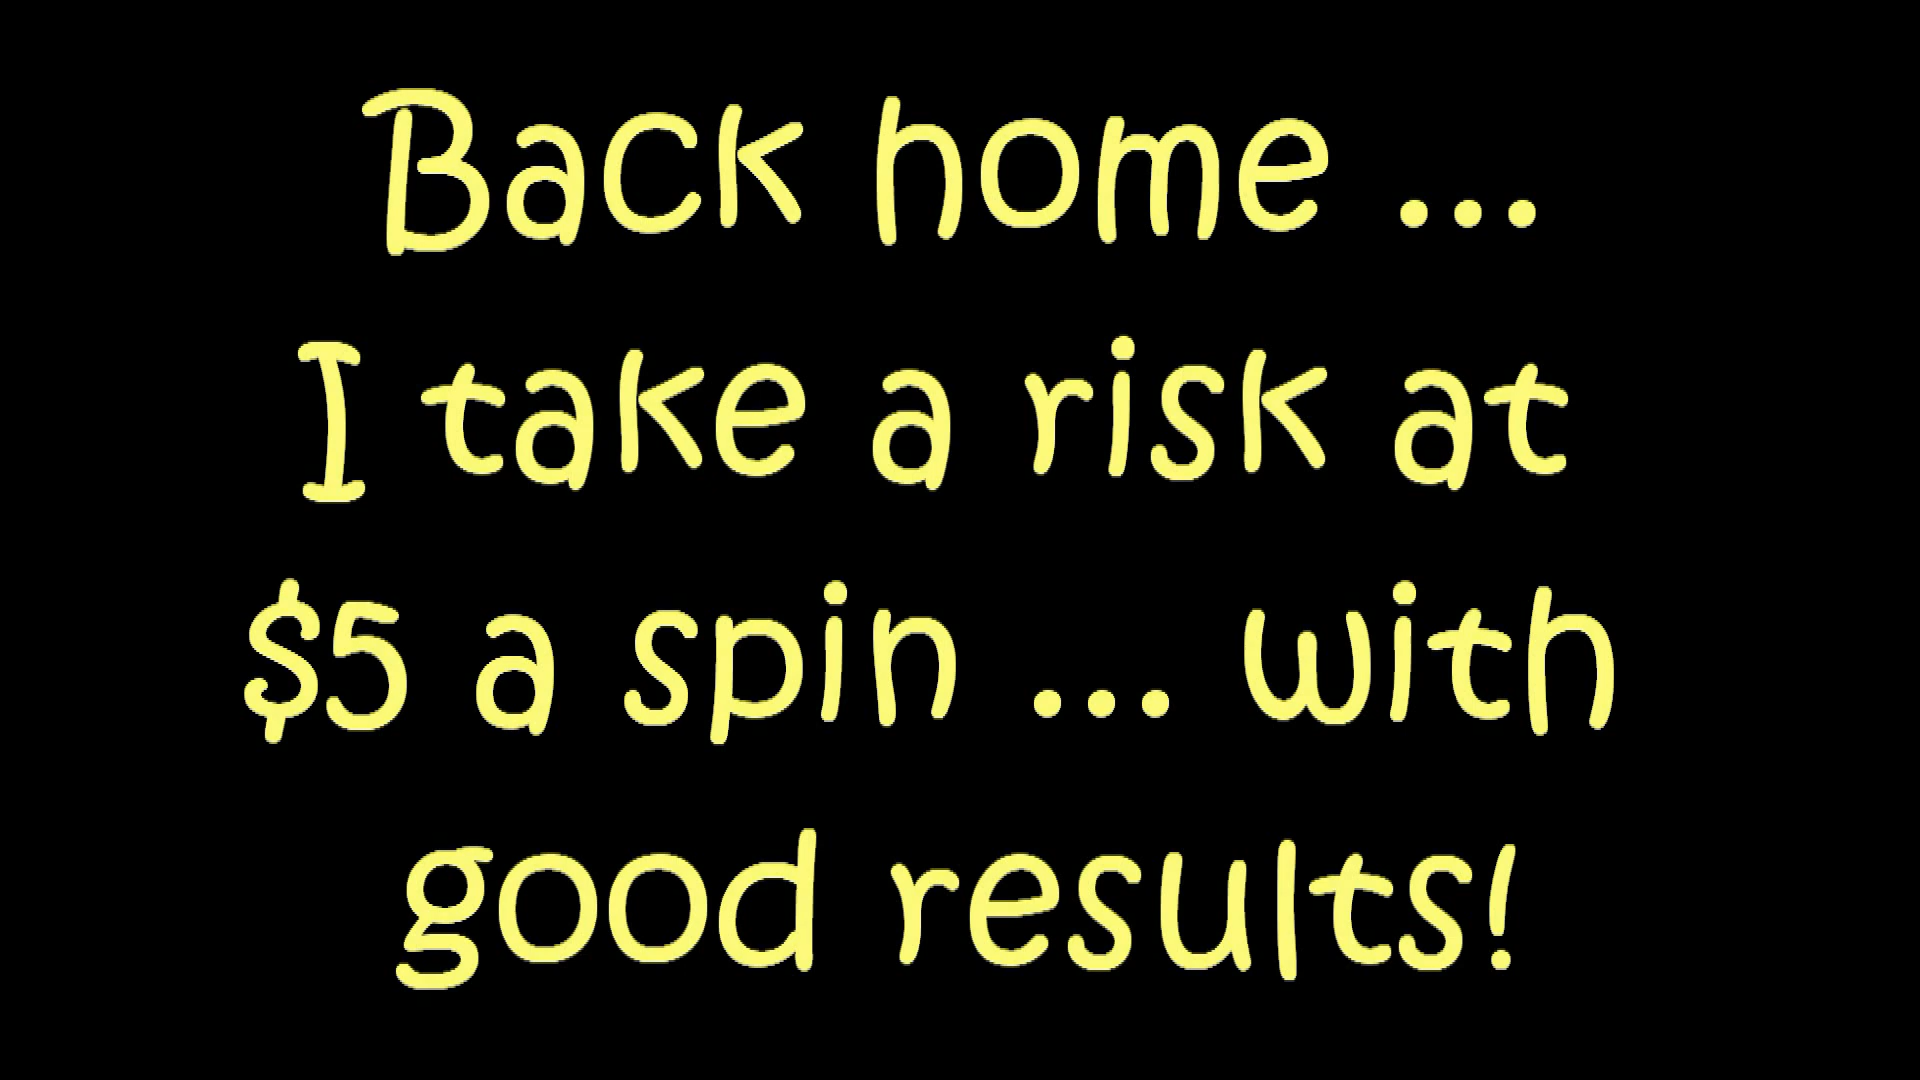 Back home ...
I take a risk at
$5 a spin ... with
good results!